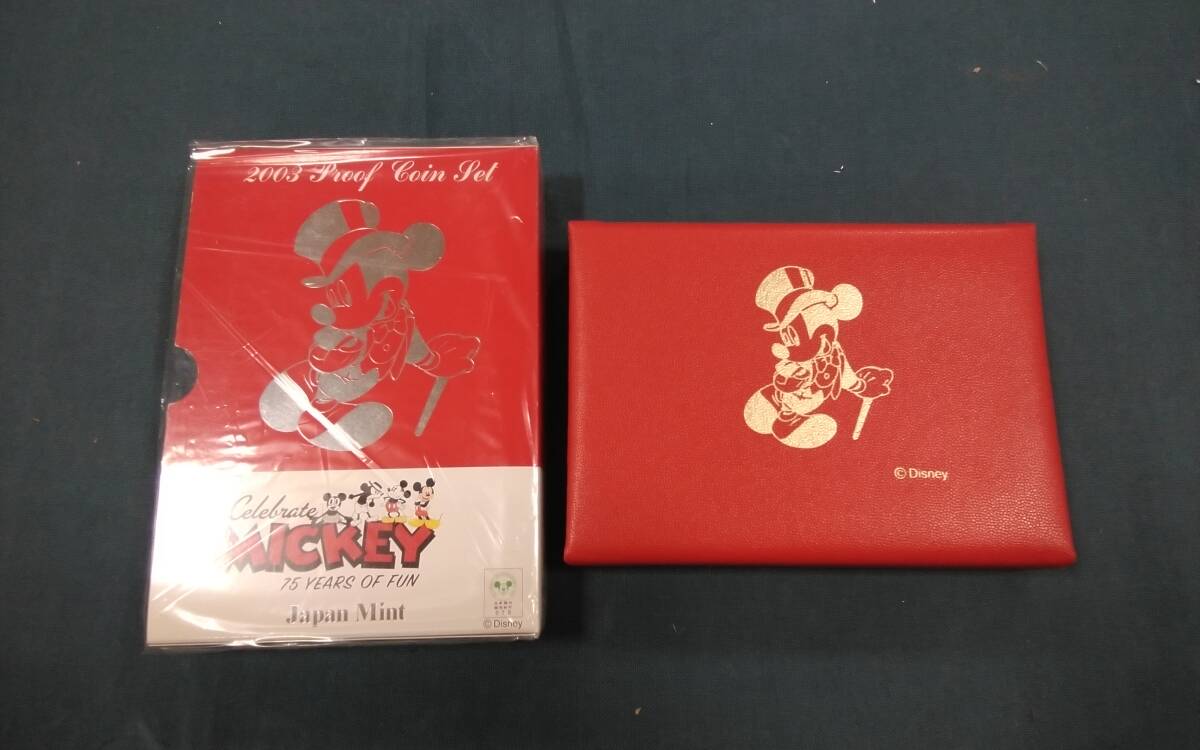 2003 Proof Coin Set
Celebrate
MICKEY
75 YEARS OF FUN
Japan Mint
©Disney
©Disney